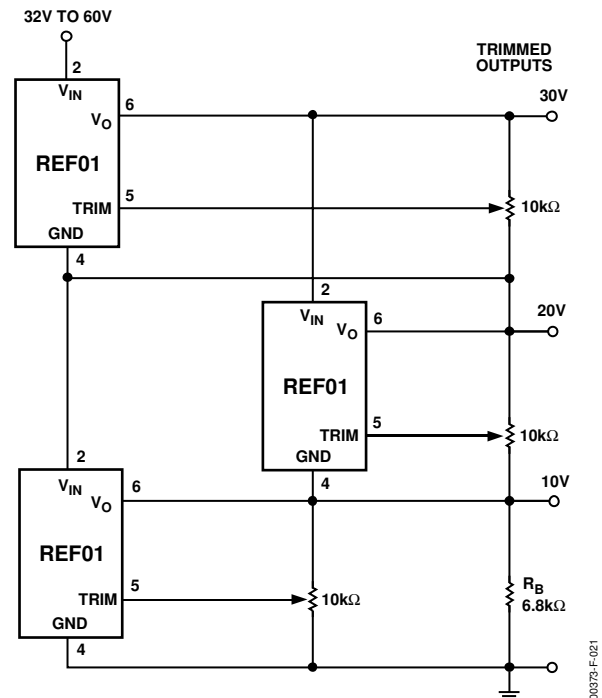 32V TO 60V
2
V_IN
V_O
6
REF01
TRIM
5
GND
4
TRIMMED
OUTPUTS
30V
10kΩ
2
V_IN
V_O
6
REF01
TRIM
5
GND
4
20V
10kΩ
2
V_IN
V_O
6
REF01
TRIM
5
GND
4
10kΩ
10V
R_B
6.8kΩ
00373-F-021